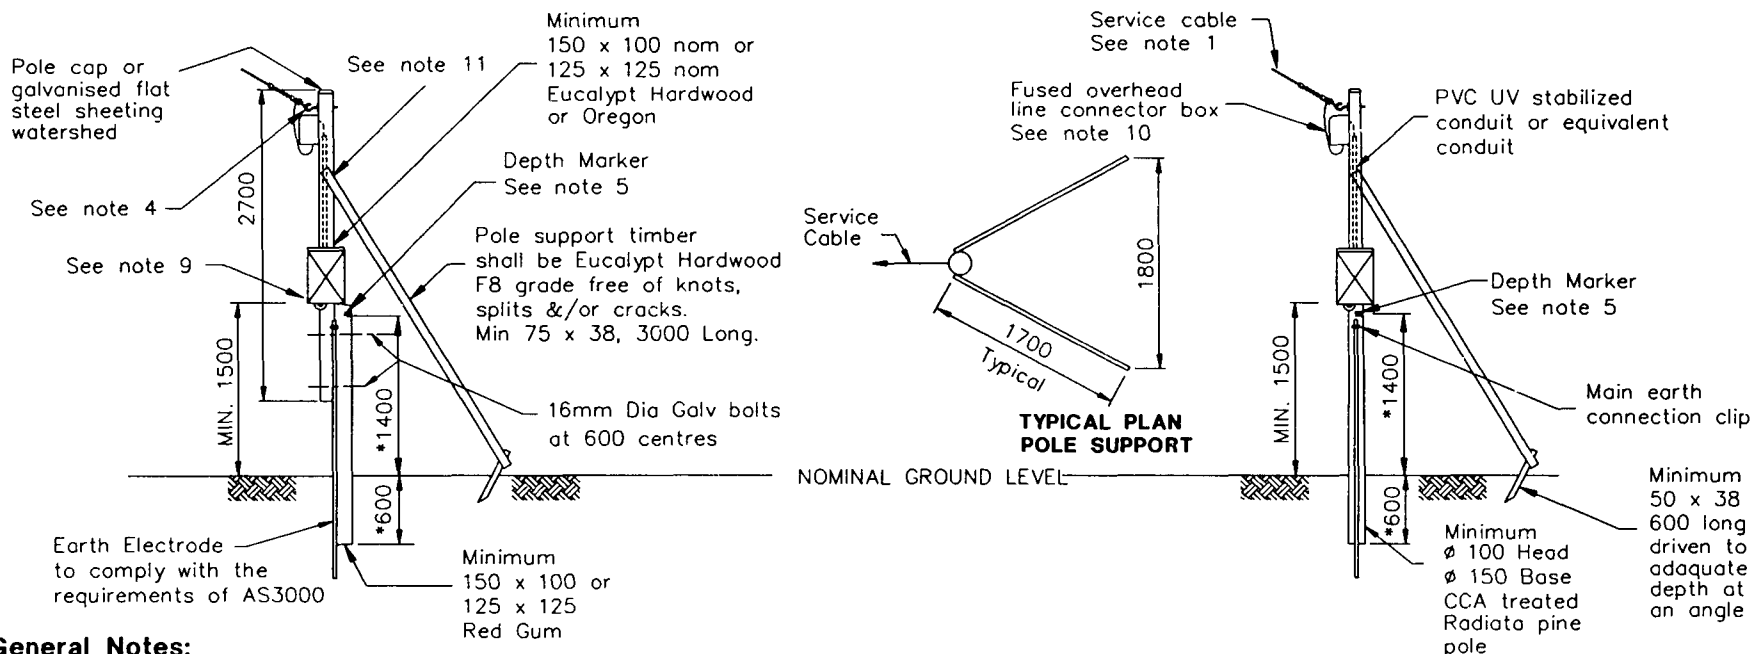 Minimum
150 x 100 nom or
125 x 125 nom
Eucalypt Hardwood
or Oregon
See note 11
Pole cap or
galvanised flat
steel sheeting
watershed
See note 4
2700
Depth Marker
See note 5
See note 9
Pole support timber
shall be Eucalypt Hardwood
F8 grade free of knots,
splits &/or cracks.
Min 75 x 38, 3000 Long.
MIN. 1500
*1400
16mm Dia Galv bolts
at 600 centres
*600
Earth Electrode
to comply with the
requirements of AS3000
Minimum
150 x 100 or
125 x 125
Red Gum
Service cable
See note 1
Fused overhead
line connector box
See note 10
PVC UV stabilized
conduit or equivalent
conduit
Service
Cable
1800
1700
Typical
TYPICAL PLAN
POLE SUPPORT
NOMINAL GROUND LEVEL
Depth Marker
See note 5
MIN. 1500
*1400
Main earth
connection clip
*600
Minimum
ø 100 Head
ø 150 Base
CCA treated
Radiata pine
pole
Minimum
50 x 38
600 long
driven to
adaquate
depth at
an angle
General Notes: